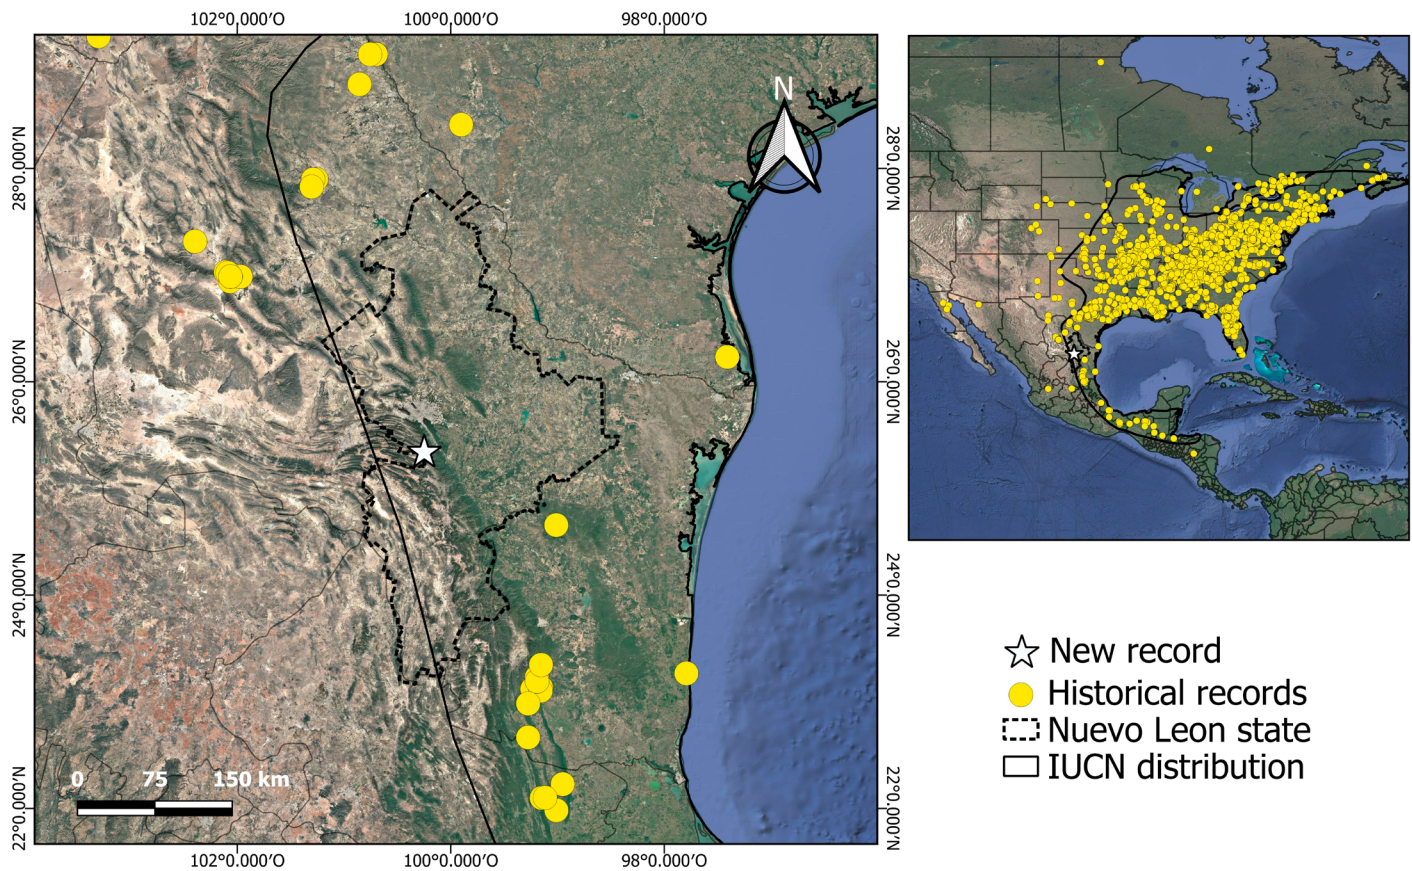 102°0.000'O 100°0.000'O 98°0.000'O
28°0.000'N
26°0.000'N
24°0.000'N
22°0.000'N
N
0 75 150 km
28°0.000'N
26°0.000'N
24°0.000'N
22°0.000'N
102°0.000'O 100°0.000'O 98°0.000'O
New record
Historical records
Nuevo Leon state
IUCN distribution